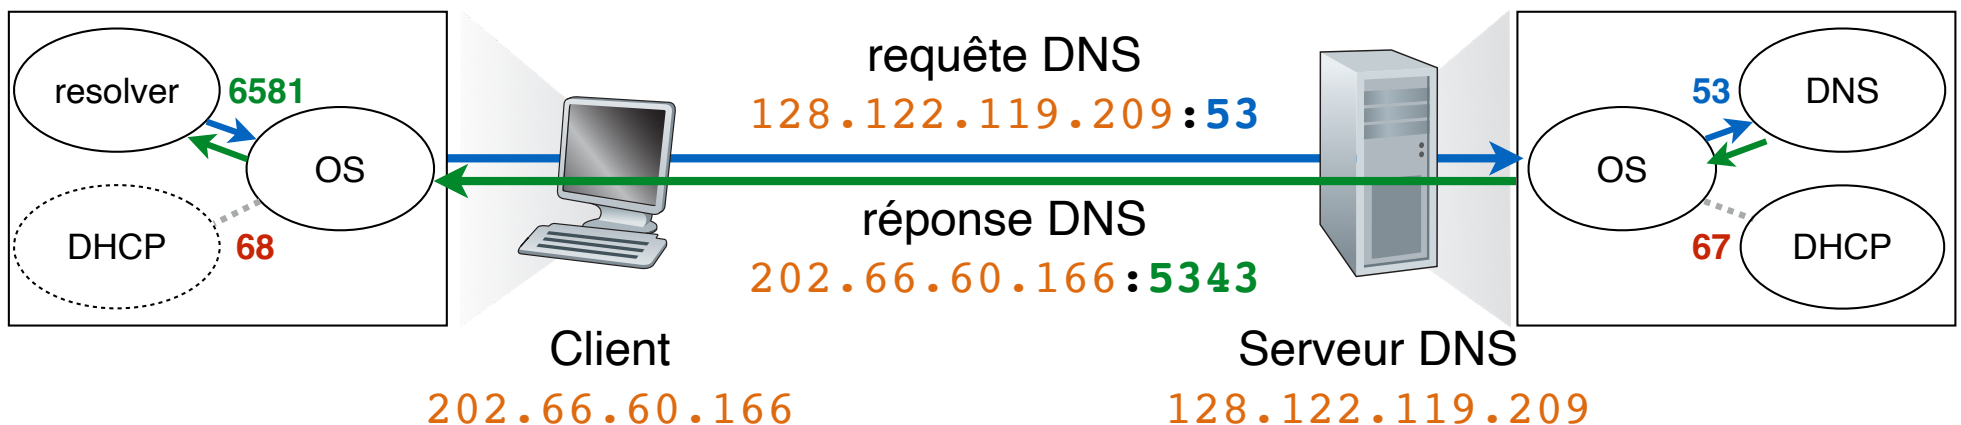 resolver
6581
OS
DHCP
68
requête DNS
128.122.119.209:53
réponse DNS
202.66.60.166:5343
53
DNS
OS
67
DHCP
Client
202.66.60.166
Serveur DNS
128.122.119.209